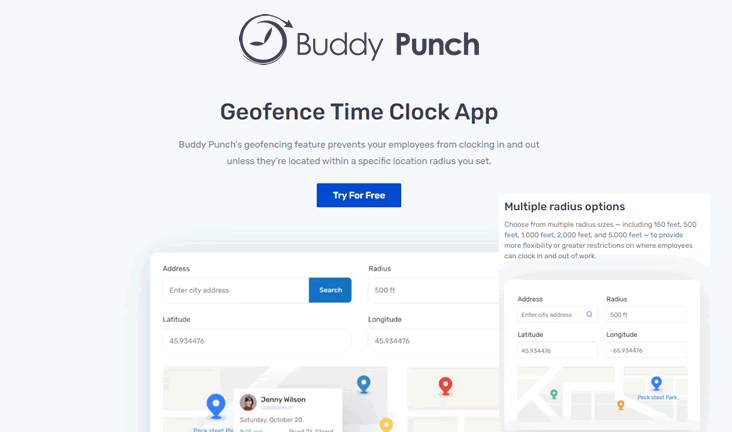 Buddy Punch
Geofence Time Clock App
Buddy Punch's geofencing feature prevents your employees from clocking in and out
unless they're located within a specific location radius you set.
Try For Free
Address
Radius
Enter city address
Search
500 ft
Latitude
Longitude
45.934476
45.934476
Jenny Wilson
Saturday, October 20,
Peck steet Park
Multiple radius options
Choose from multiple radius sizes — including 150 feet, 500
feet, 1,000 feet, 2,000 feet, and 5,000 feet — to provide
more flexibility or greater restrictions on where employees
can clock in and out of work.
Address
Radius
Enter city address
500 ft
Latitude
Longitude
45.934476
-65.934476
Peck steet Park